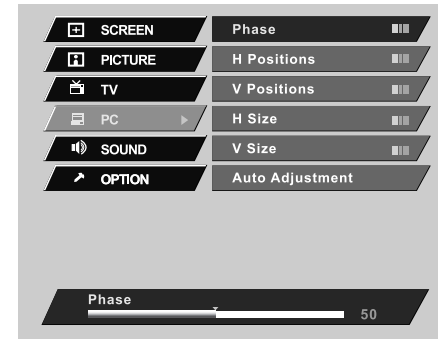 SCREEN
PICTURE
TV
PC
SOUND
OPTION
Phase
H Positions
V Positions
H Size
V Size
Auto Adjustment
Phase
50